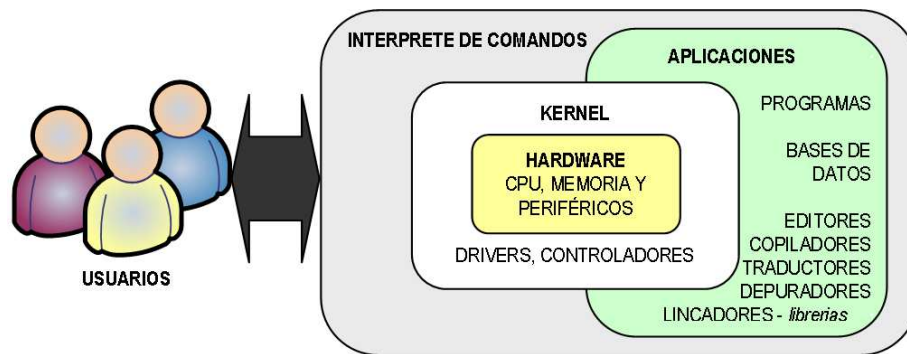 INTERPRETE DE COMANDOS
APLICACIONES
KERNEL
PROGRAMAS
HARDWARE
CPU, MEMORIA Y
PERIFÉRICOS
BASES DE
DATOS
DRIVERS, CONTROLADORES
EDITORES
COPILADORES
TRADUCTORES
DEPURADORES
LINCADORES - librerias
USUARIOS